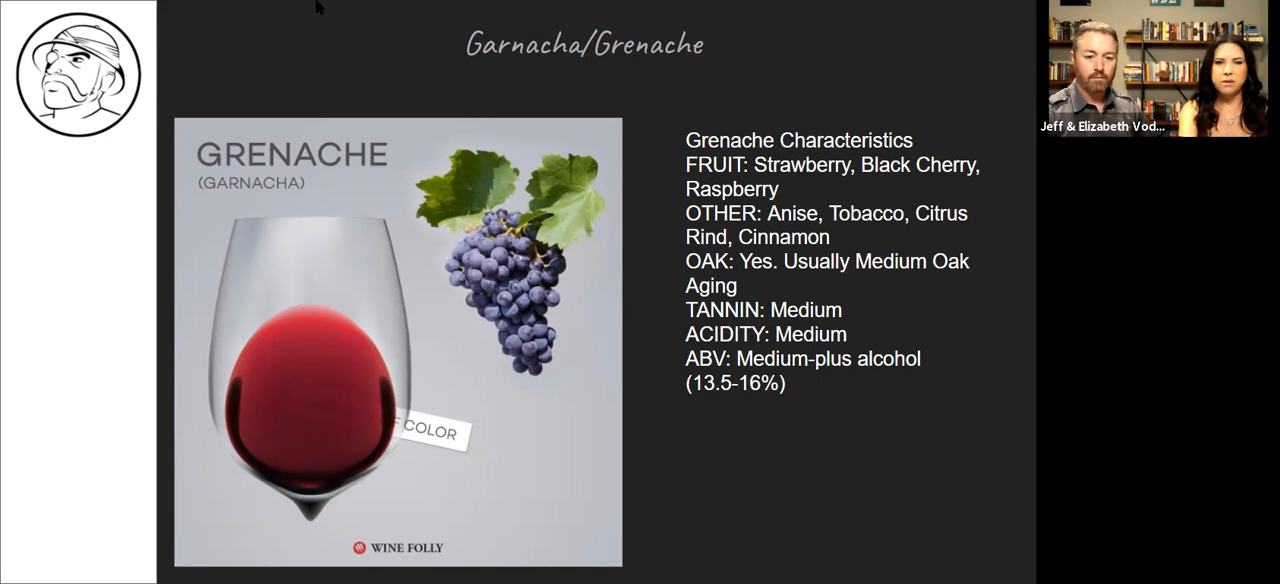 Garnacha/Grenache
GRENACHE
(GARNACHA)
F COLOR
WINE FOLLY
Grenache Characteristics
FRUIT: Strawberry, Black Cherry,
Raspberry
OTHER: Anise, Tobacco, Citrus
Rind, Cinnamon
OAK: Yes. Usually Medium Oak
Aging
TANNIN: Medium
ACIDITY: Medium
ABV: Medium-plus alcohol
(13.5-16%)
Jeff & Elizabeth Vod...